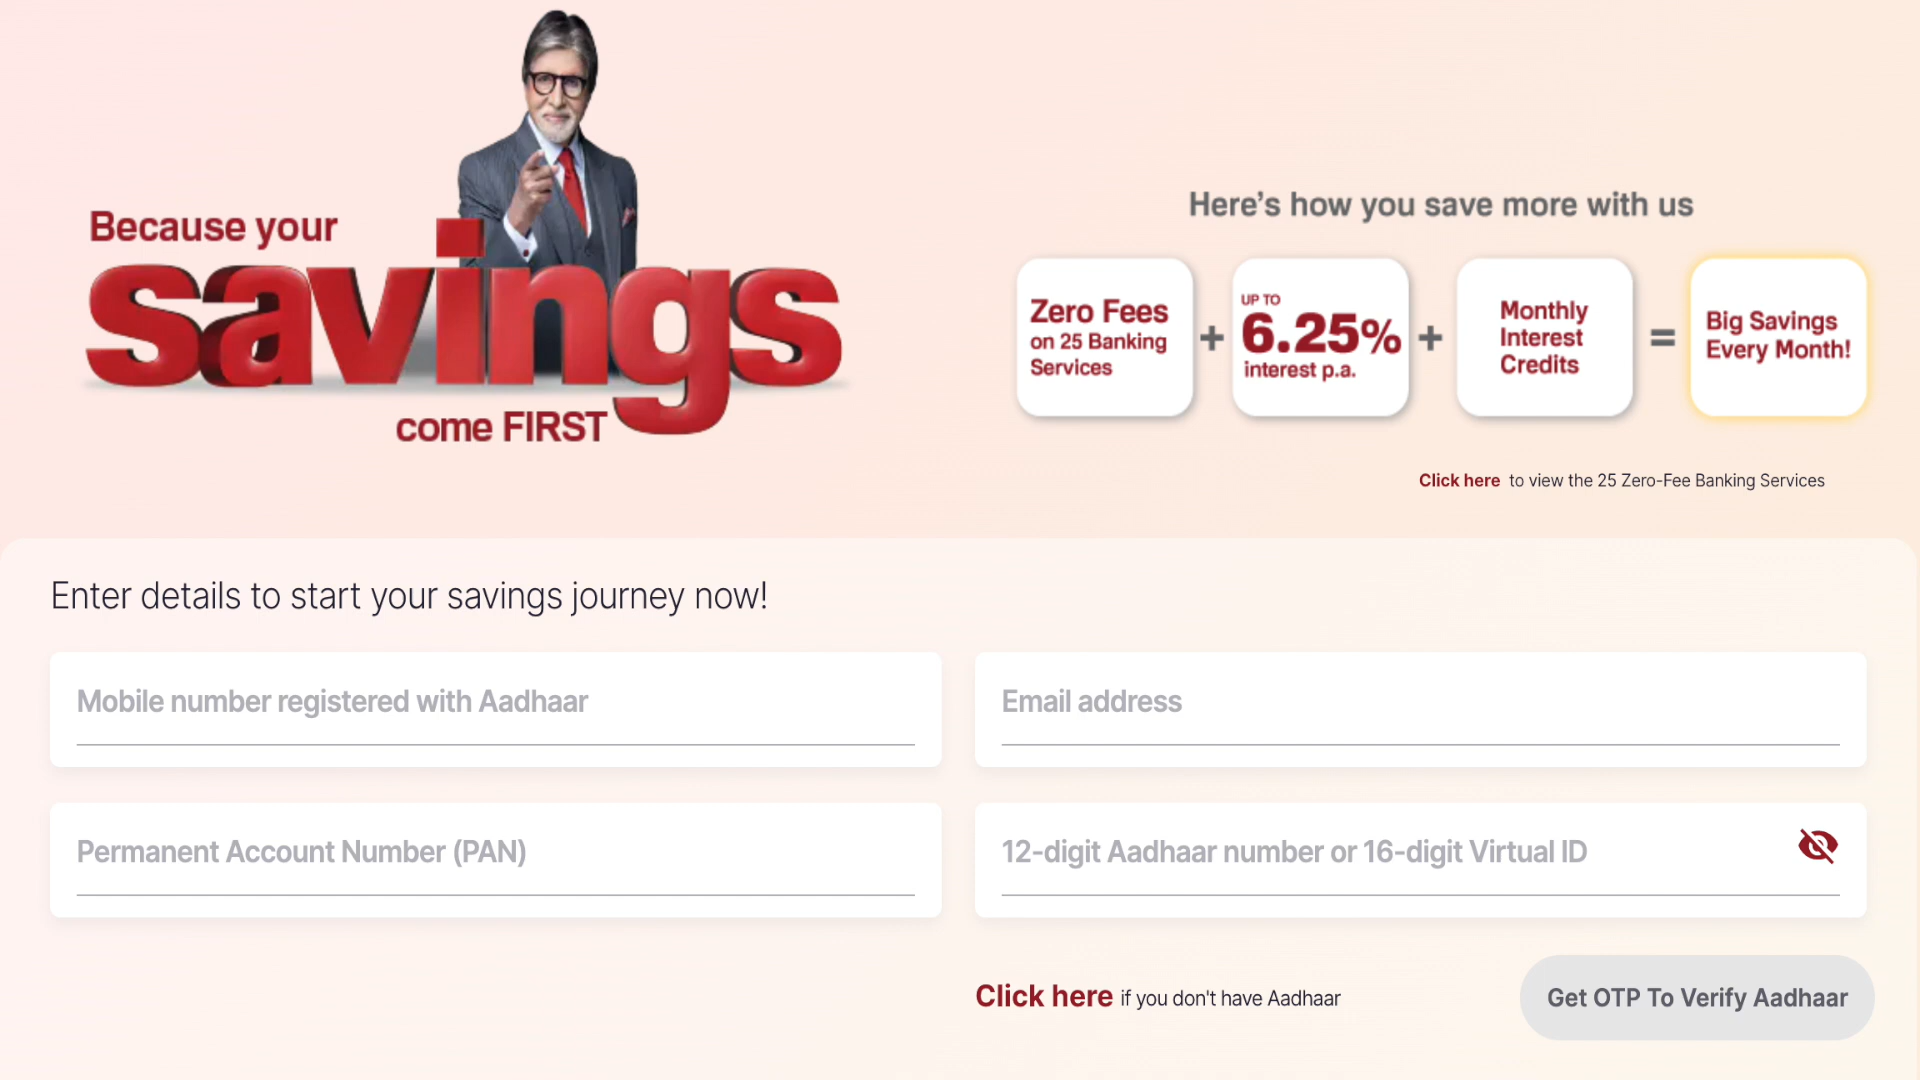 Because your
savings
come FIRST
Here's how you save more with us
Zero Fees
on 25 Banking
Services
+
UP TO
6.25%
interest p.a.
+
Monthly
Interest
Credits
=
Big Savings
Every Month!
Click here to view the 25 Zero-Fee Banking Services
Enter details to start your savings journey now!
Mobile number registered with Aadhaar
Email address
Permanent Account Number (PAN)
12-digit Aadhaar number or 16-digit Virtual ID
Click here if you don't have Aadhaar
Get OTP To Verify Aadhaar